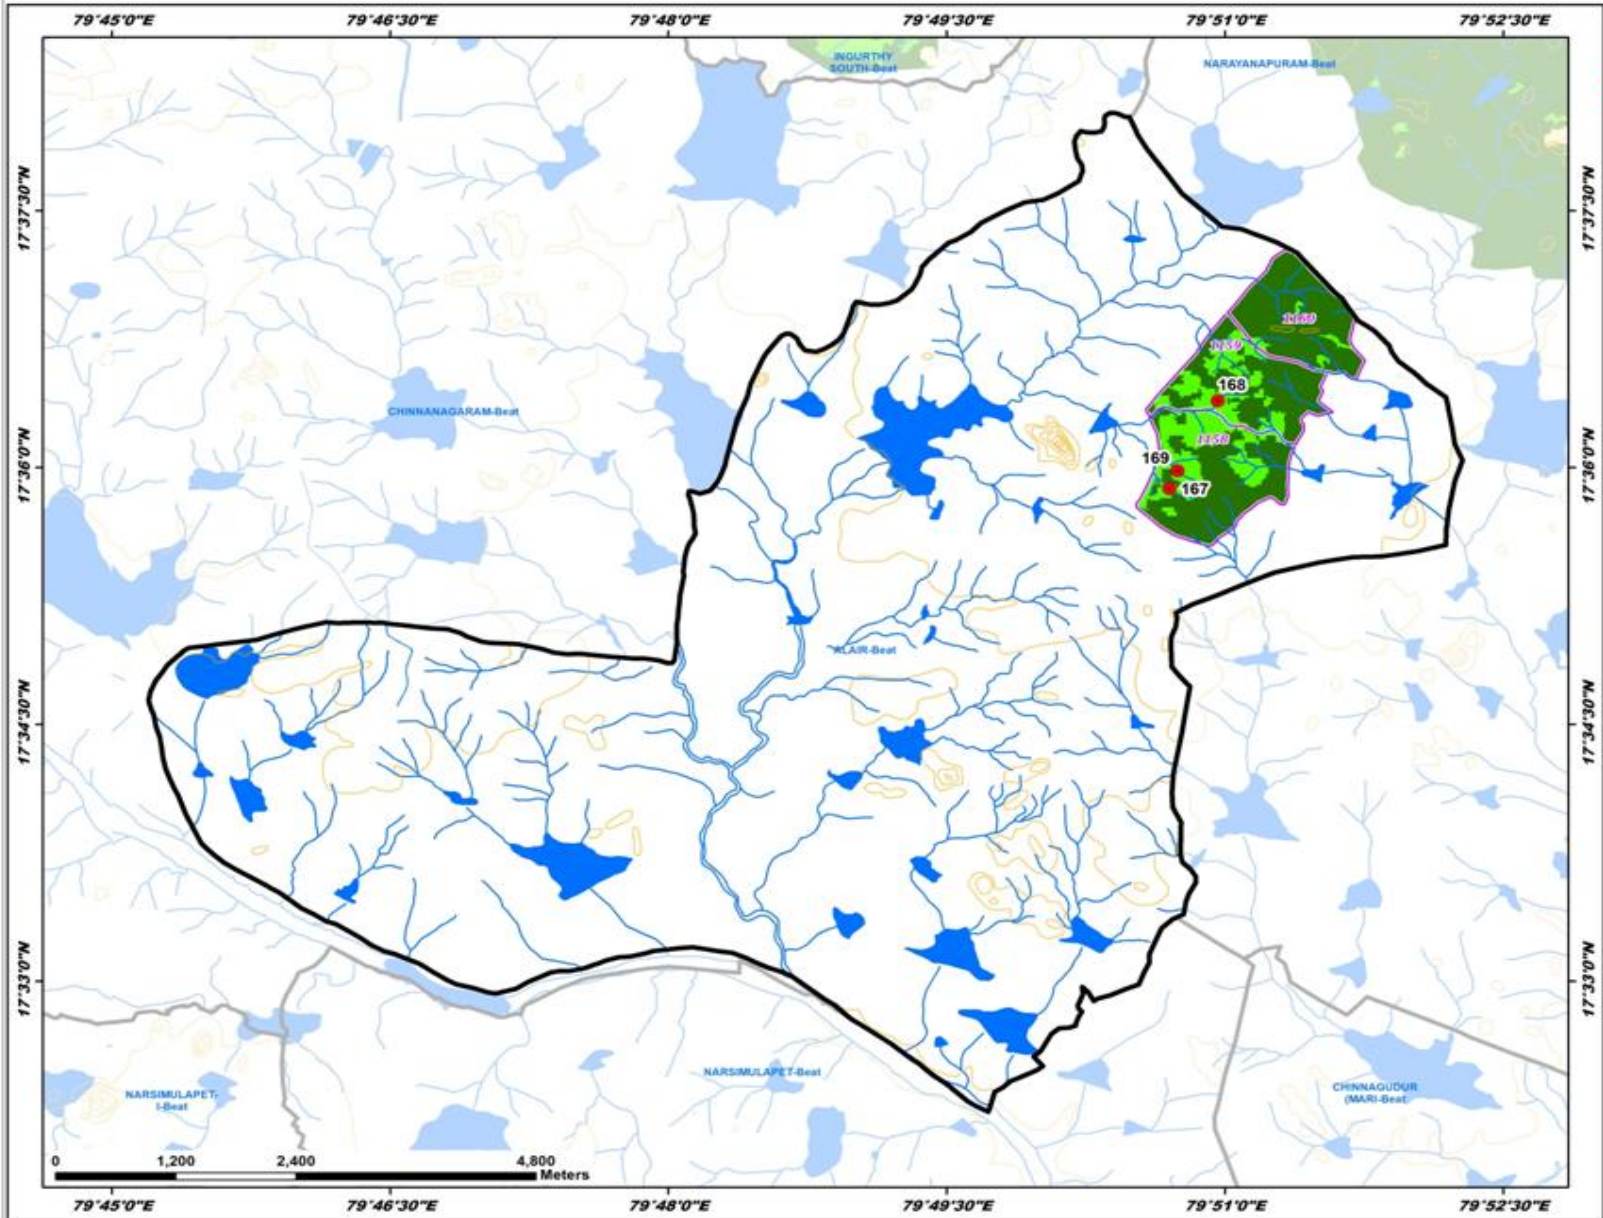 79°45'0"E
79°46'30"E
79°48'0"E
79°49'30"E
79°51'0"E
79°52'30"E
INGURTHY
SOUTH-Beat
NARAYANAPURAM-Beat
17°37'30"N
17°37'30"N
1160
1159
168
CHINNANAGARAM-Beat
1158
169
167
17°36'0"N
17°36'0"N
ALAIR-Beat
17°34'30"N
17°34'30"N
17°33'0"N
17°33'0"N
NARSIMULAPET-
I-Beat
NARSIMULAPET-Beat
CHINNAGUDUR
(MARI-Beat
0
1,200
2,400
4,800
Meters
79°45'0"E
79°46'30"E
79°48'0"E
79°49'30"E
79°51'0"E
79°52'30"E